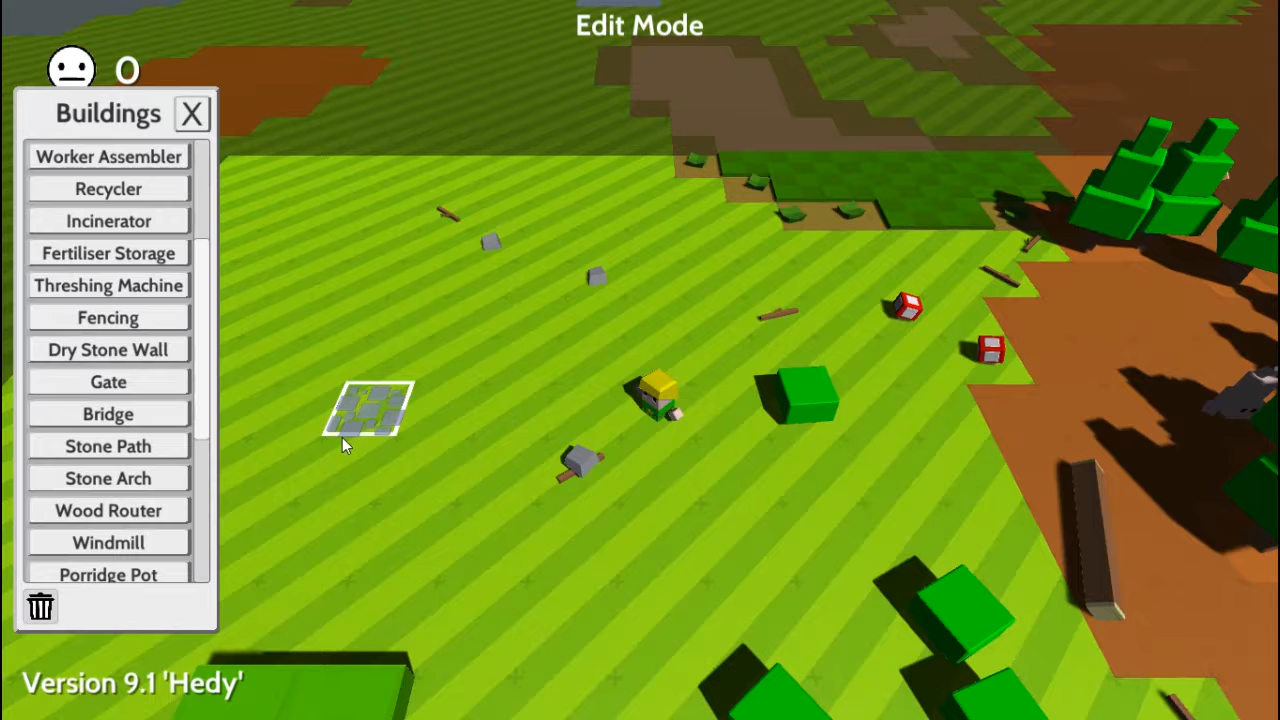 Edit Mode
0
Buildings X
Worker Assembler
Recycler
Incinerator
Fertiliser Storage
Threshing Machine
Fencing
Dry Stone Wall
Gate
Bridge
Stone Path
Stone Arch
Wood Router
Windmill
Porridge Pot
Version 9.1 'Hedy'